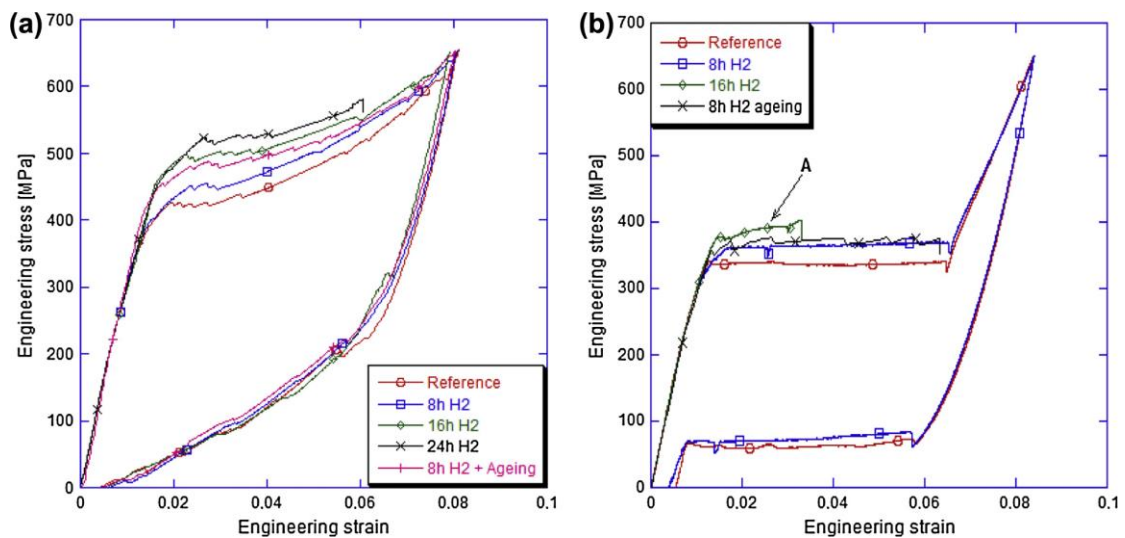 (a)
700
600
500
400
300
200
100
0
Engineering stress [MPa]
0
0.02
0.04
0.06
0.08
0.1
Engineering strain
Reference
8h H2
16h H2
24h H2
8h H2 + Ageing
(b)
700
600
500
400
300
200
100
0
Engineering stress [MPa]
0
0.02
0.04
0.06
0.08
0.1
Engineering strain
Reference
8h H2
16h H2
8h H2 ageing
A